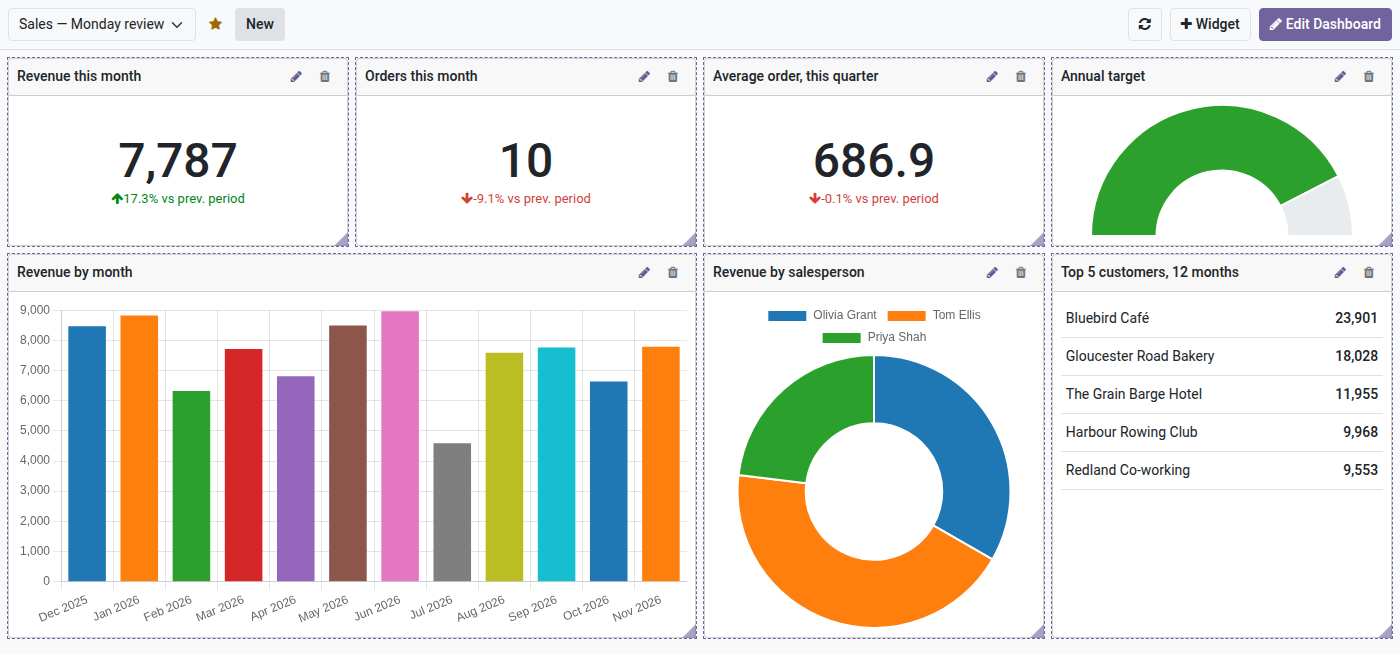 Sales — Monday review
New
Widget
Edit Dashboard
Revenue this month
Orders this month
Average order, this quarter
Annual target
7,787
17.3% vs prev. period
10
-9.1% vs prev. period
686.9
-0.1% vs prev. period
Revenue by month
Revenue by salesperson
Top 5 customers, 12 months
9,000
8,000
7,000
6,000
5,000
4,000
3,000
2,000
1,000
0
Dec 2025
Jan 2026
Feb 2026
Mar 2026
Apr 2026
May 2026
Jun 2026
Jul 2026
Aug 2026
Sep 2026
Oct 2026
Nov 2026
Olivia Grant
Tom Ellis
Priya Shah
Bluebird Café 23,901
Gloucester Road Bakery 18,028
The Grain Barge Hotel 11,955
Harbour Rowing Club 9,968
Redland Co-working 9,553